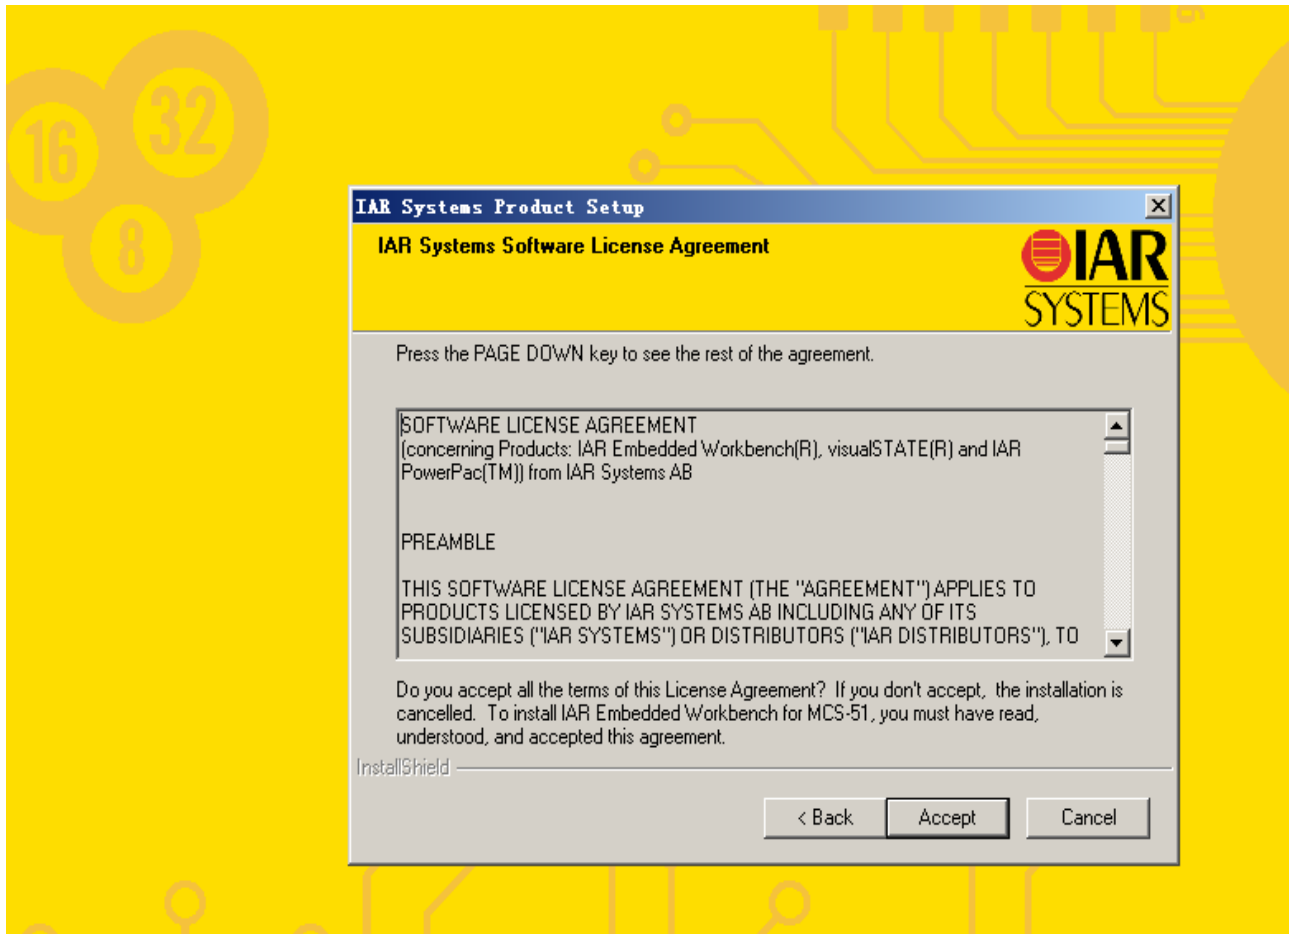 16
32
8
IAR Systems Product Setup
IAR Systems Software License Agreement
IAR
SYSTEMS
Press the PAGE DOWN key to see the rest of the agreement.
SOFTWARE LICENSE AGREEMENT
(concerning Products: IAR Embedded Workbench(R), visualSTATE(R) and IAR
PowerPac(TM)) from IAR Systems AB
PREAMBLE
THIS SOFTWARE LICENSE AGREEMENT (THE "AGREEMENT") APPLIES TO
PRODUCTS LICENSED BY IAR SYSTEMS AB INCLUDING ANY OF ITS
SUBSIDIARIES ("IAR SYSTEMS") OR DISTRIBUTORS ("IAR DISTRIBUTORS"), TO
Do you accept all the terms of this License Agreement?  If you don't accept,  the installation is
cancelled.  To install IAR Embedded Workbench for MCS-51, you must have read,
understood, and accepted this agreement.
InstallShield
< Back
Accept
Cancel